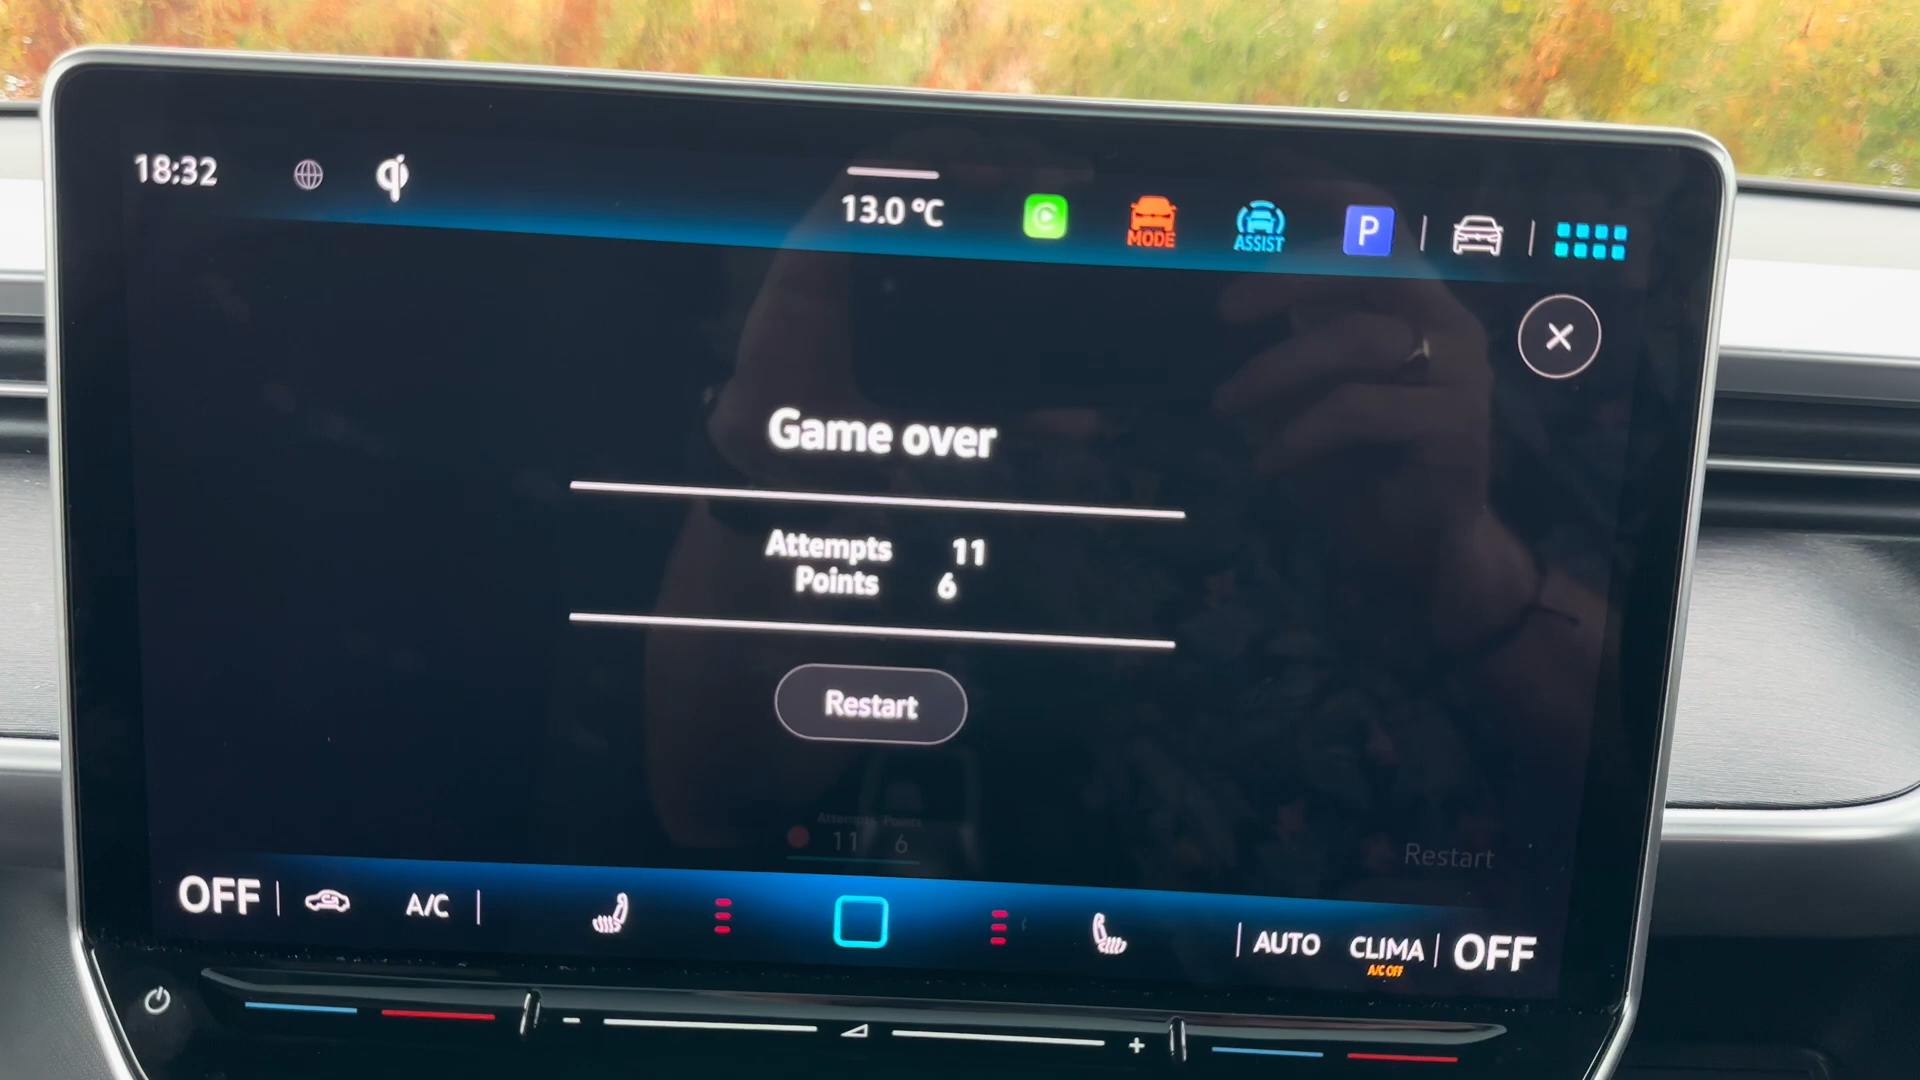 18:32
13.0 °C
MODE
ASSIST
P
Game over
Attempts 11
Points 6
Restart
Attempts Points
11 6
Restart
OFF
A/C
AUTO
CLIMA
A/C OFF
OFF